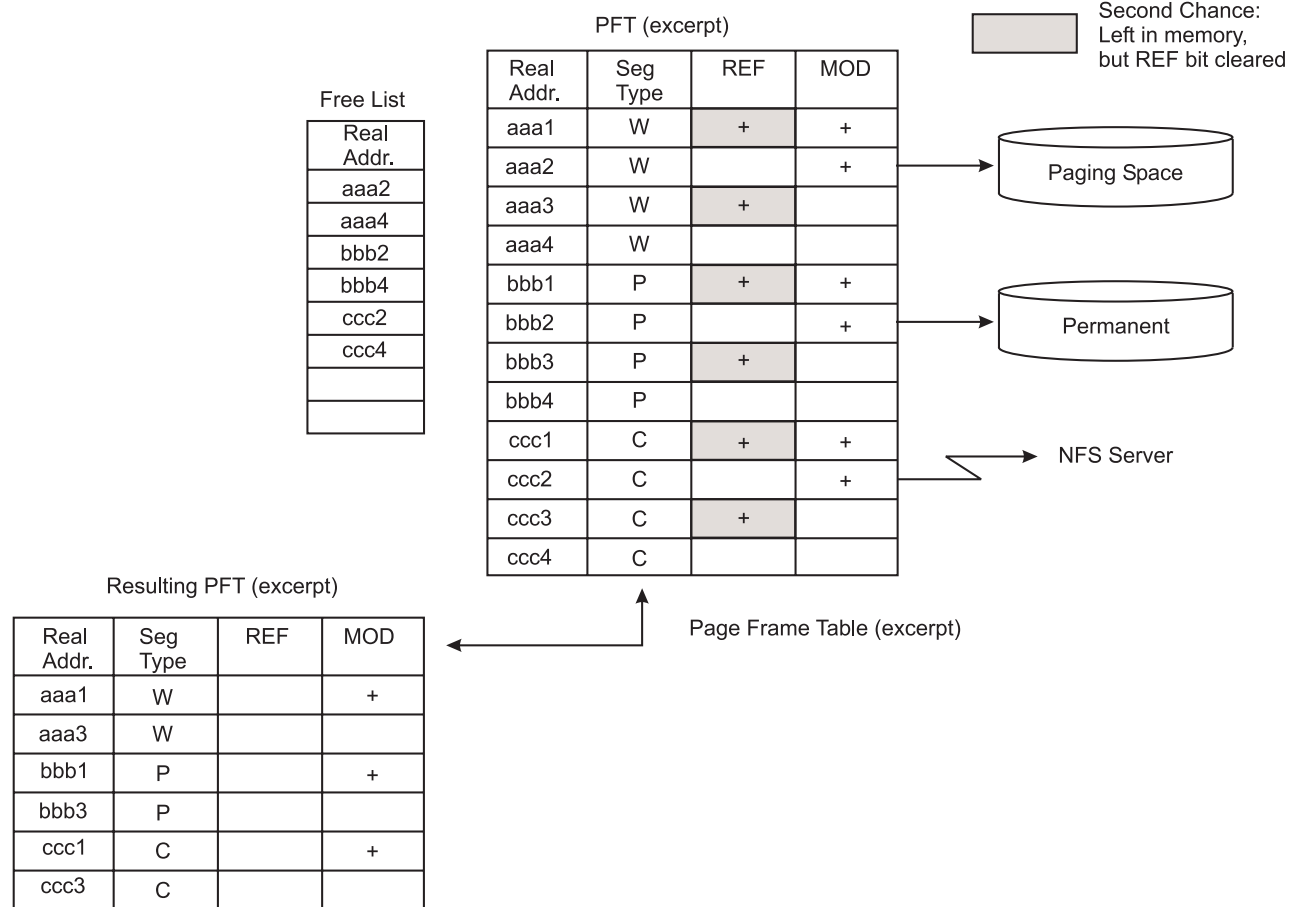 Second Chance:
Left in memory,
but REF bit cleared
PFT (excerpt)
Real Addr. Seg Type REF MOD
aaa1 W + +
aaa2 W +
aaa3 W +
aaa4 W
bbb1 P + +
bbb2 P +
bbb3 P +
bbb4 P
ccc1 C + +
ccc2 C +
ccc3 C +
ccc4 C
Free List
Real
Addr.
aaa2
aaa4
bbb2
bbb4
ccc2
ccc4
Paging Space
Permanent
NFS Server
Page Frame Table (excerpt)
Resulting PFT (excerpt)
Real Addr. Seg Type REF MOD
aaa1 W +
aaa3 W
bbb1 P +
bbb3 P
ccc1 C +
ccc3 C